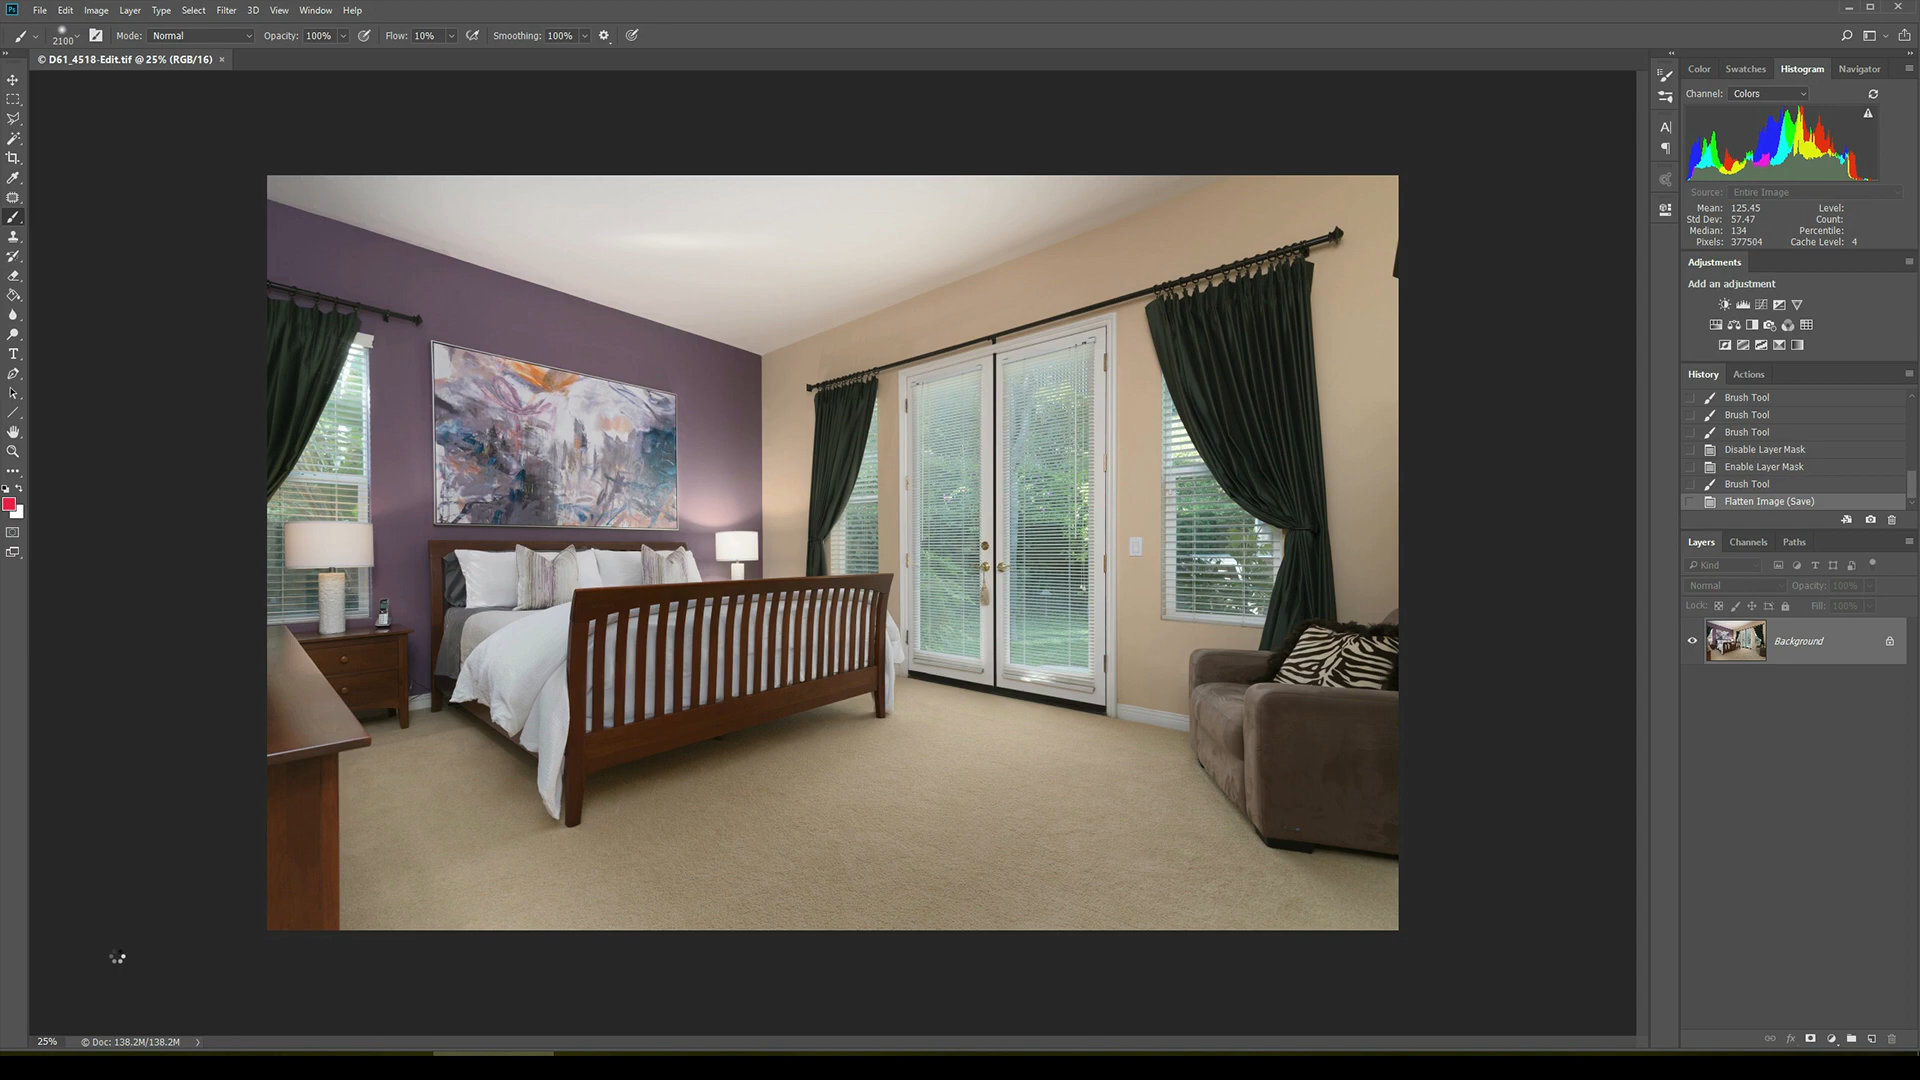 Ps File Edit Image Layer Type Select Filter 3D View Window Help
2100 Mode: Normal Opacity: 100% Flow: 10% Smoothing: 100%
© D61_4518-Edit.tif @ 25% (RGB/16) ×
Color Swatches Histogram Navigator
Channel: Colors
Source: Entire Image
Mean: 125.45 Level:
Std Dev: 57.47 Count:
Median: 134 Percentile:
Pixels: 377504 Cache Level: 4
Adjustments
Add an adjustment
History Actions
Brush Tool
Brush Tool
Brush Tool
Disable Layer Mask
Enable Layer Mask
Brush Tool
Flatten Image (Save)
Layers Channels Paths
Kind
Normal Opacity: 100%
Lock: Fill: 100%
Background
25% © Doc: 138.2M/138.2M